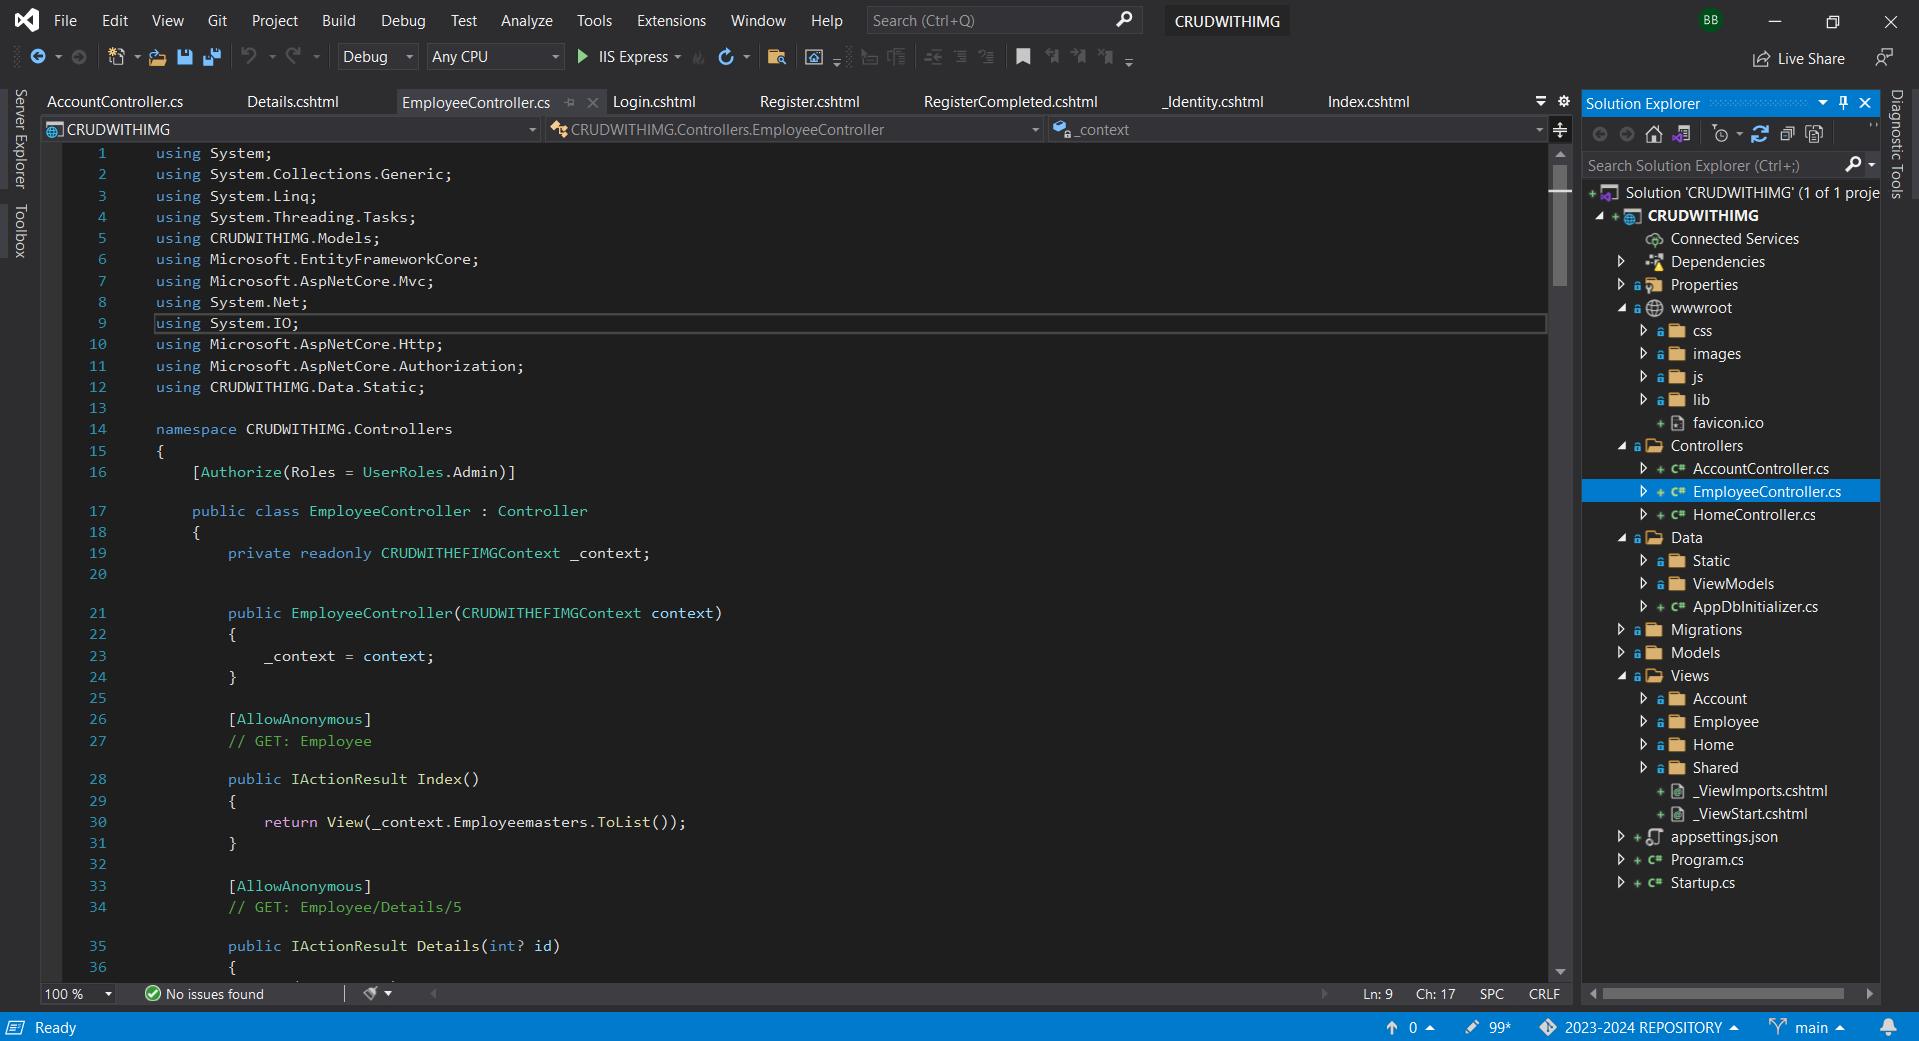 File Edit View Git Project Build Debug Test Analyze Tools Extensions Window Help Search (Ctrl+Q) CRUDWITHIMG BB
Debug Any CPU IIS Express Live Share
Server Explorer
Toolbox
AccountController.cs Details.cshtml EmployeeController.cs Login.cshtml Register.cshtml RegisterCompleted.cshtml _Identity.cshtml Index.cshtml
CRUDWITHIMG CRUDWITHIMG.Controllers.EmployeeController _context
1 using System;
2 using System.Collections.Generic;
3 using System.Linq;
4 using System.Threading.Tasks;
5 using CRUDWITHIMG.Models;
6 using Microsoft.EntityFrameworkCore;
7 using Microsoft.AspNetCore.Mvc;
8 using System.Net;
9 using System.IO;
10 using Microsoft.AspNetCore.Http;
11 using Microsoft.AspNetCore.Authorization;
12 using CRUDWITHIMG.Data.Static;
13
14 namespace CRUDWITHIMG.Controllers
15 {
16 [Authorize(Roles = UserRoles.Admin)]
17 public class EmployeeController : Controller
18 {
19 private readonly CRUDWITHEFIMGContext _context;
20
21 public EmployeeController(CRUDWITHEFIMGContext context)
22 {
23 _context = context;
24 }
25
26 [AllowAnonymous]
27 // GET: Employee
28 public IActionResult Index()
29 {
30 return View(_context.Employeemasters.ToList());
31 }
32
33 [AllowAnonymous]
34 // GET: Employee/Details/5
35 public IActionResult Details(int? id)
36 {
100 % No issues found Ln: 9 Ch: 17 SPC CRLF
Solution Explorer
Search Solution Explorer (Ctrl+;)
Solution 'CRUDWITHIMG' (1 of 1 proje
CRUDWITHIMG
Connected Services
Dependencies
Properties
wwwroot
css
images
js
lib
favicon.ico
Controllers
C# AccountController.cs
C# EmployeeController.cs
C# HomeController.cs
Data
Static
ViewModels
C# AppDbInitializer.cs
Migrations
Models
Views
Account
Employee
Home
Shared
_ViewImports.cshtml
_ViewStart.cshtml
appsettings.json
C# Program.cs
C# Startup.cs
Diagnostic Tools
Ready 0 99* 2023-2024 REPOSITORY main